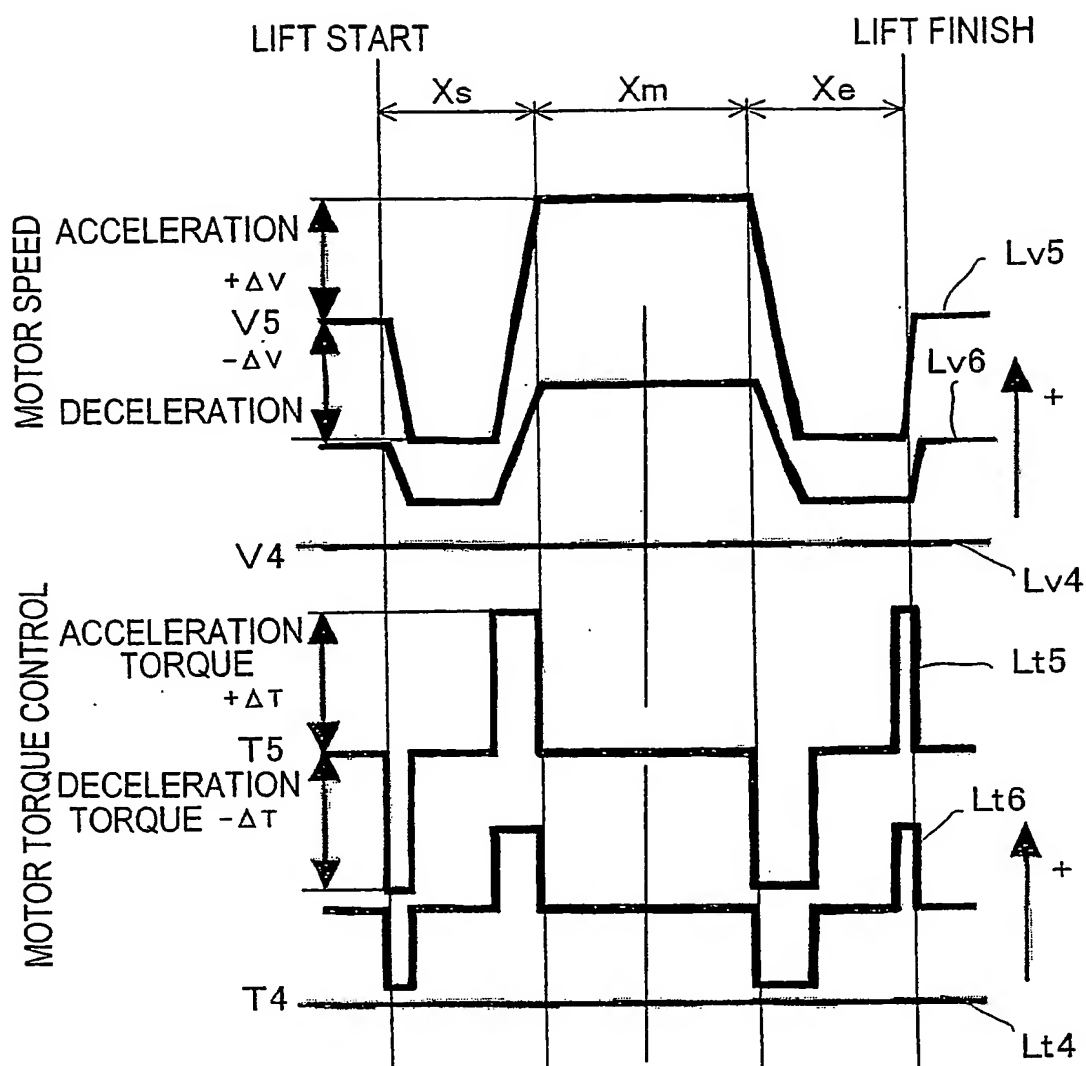 LIFT START
LIFT FINISH
Xs
Xm
Xe
MOTOR SPEED
ACCELERATION
+ΔV
V5
-ΔV
DECELERATION
Lv5
Lv6
+
V4
Lv4
MOTOR TORQUE CONTROL
ACCELERATION
TORQUE
+ΔT
T5
DECELERATION
TORQUE -ΔT
Lt5
Lt6
+
T4
Lt4